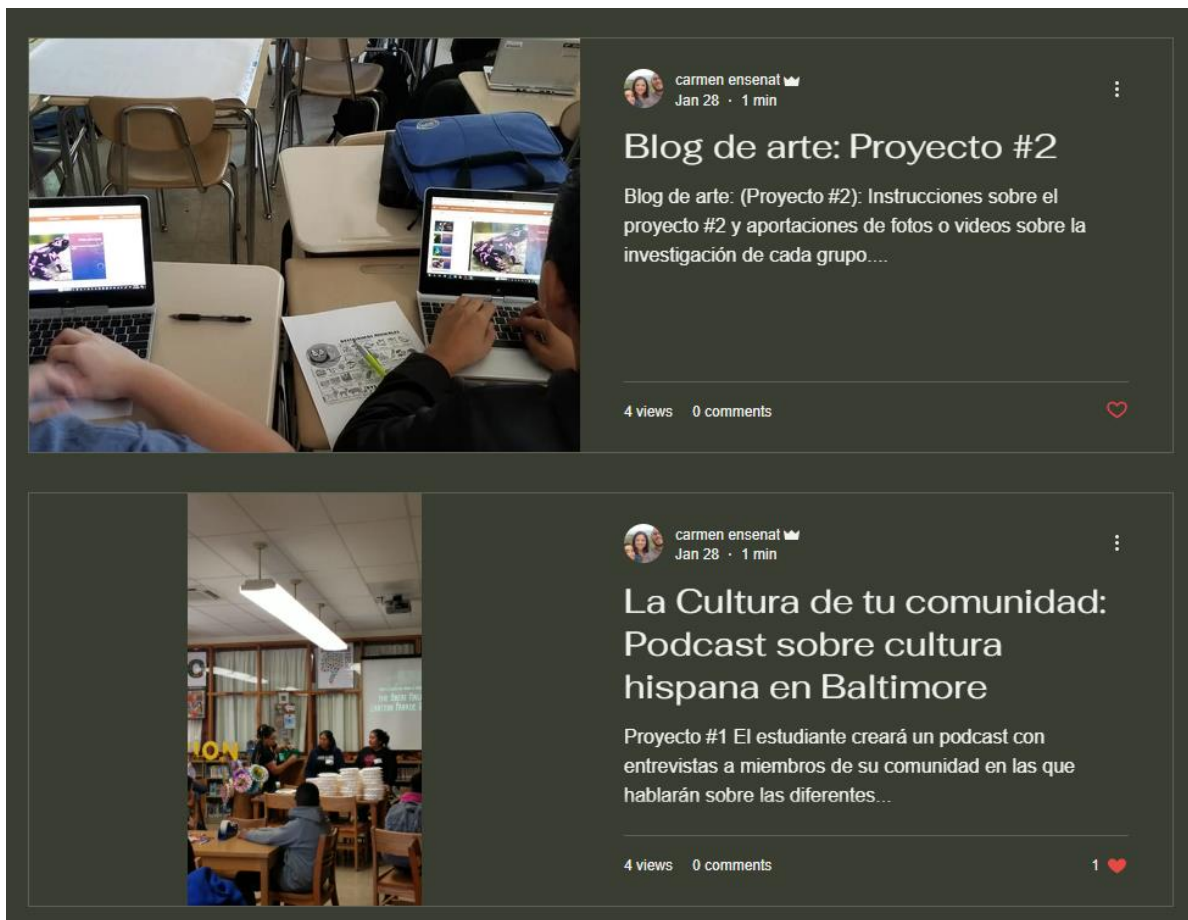 carmen ensenat
Jan 28 · 1 min
Blog de arte: Proyecto #2
Blog de arte: (Proyecto #2): Instrucciones sobre el
proyecto #2 y aportaciones de fotos o videos sobre la
investigación de cada grupo....
4 views 0 comments
carmen ensenat
Jan 28 · 1 min
La Cultura de tu comunidad:
Podcast sobre cultura
hispana en Baltimore
Proyecto #1 El estudiante creará un podcast con
entrevistas a miembros de su comunidad en las que
hablarán sobre las diferentes...
4 views 0 comments
1
ION